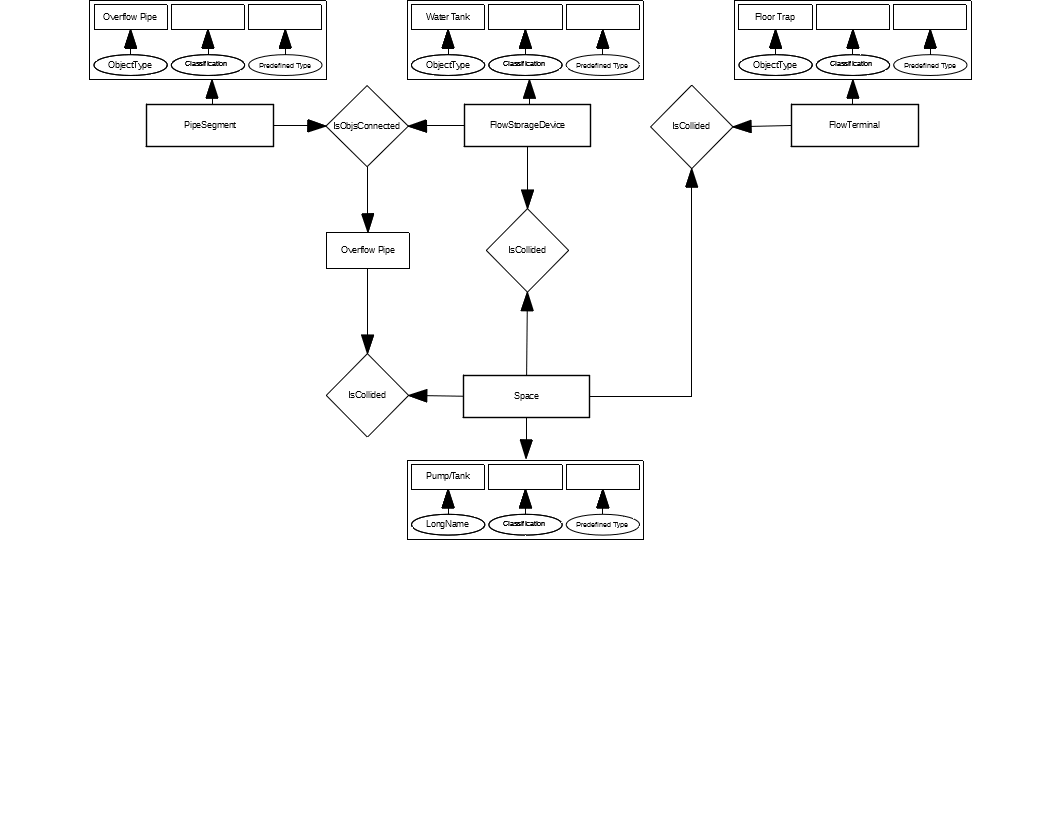 Overflow Pipe
Water Tank
Floor Trap
ObjectType
Classification
Predefined Type
ObjectType
Classification
Predefined Type
ObjectType
Classification
Predefined Type
PipeSegment
IsObjsConnected
FlowStorageDevice
IsCollided
FlowTerminal
Overflow Pipe
IsCollided
IsCollided
Space
Pump/Tank
LongName
Classification
Predefined Type